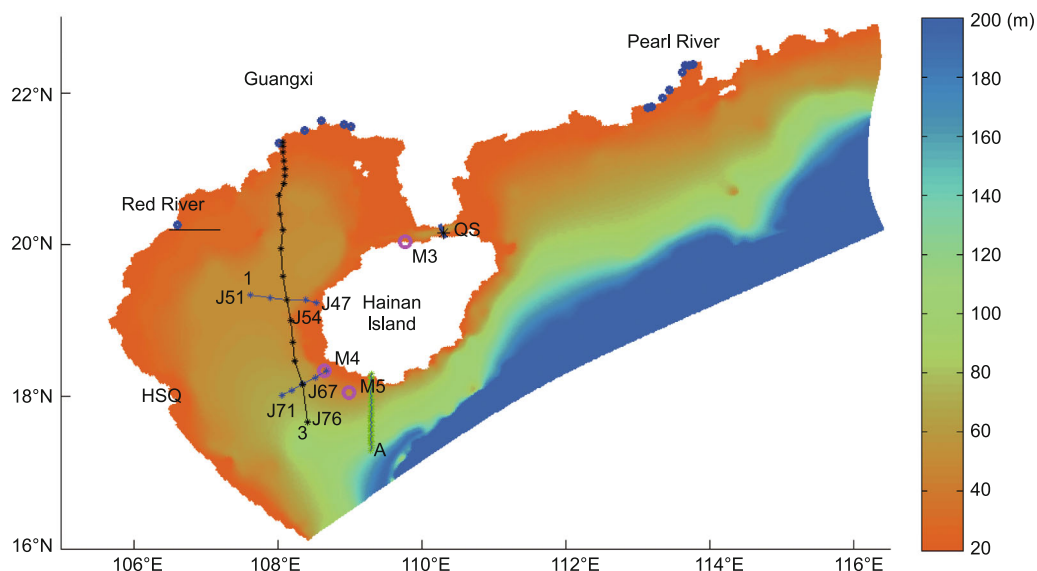 200 (m)
Pearl River
Guangxi
180
22°N
160
Red River
140
QS
20°N
M3
120
1
J51
J47
Hainan
Island
J54
100
M4
80
18°N
HSQ
J67
M5
J71
J76
60
3
A
40
16°N
20
106°E
108°E
110°E
112°E
114°E
116°E